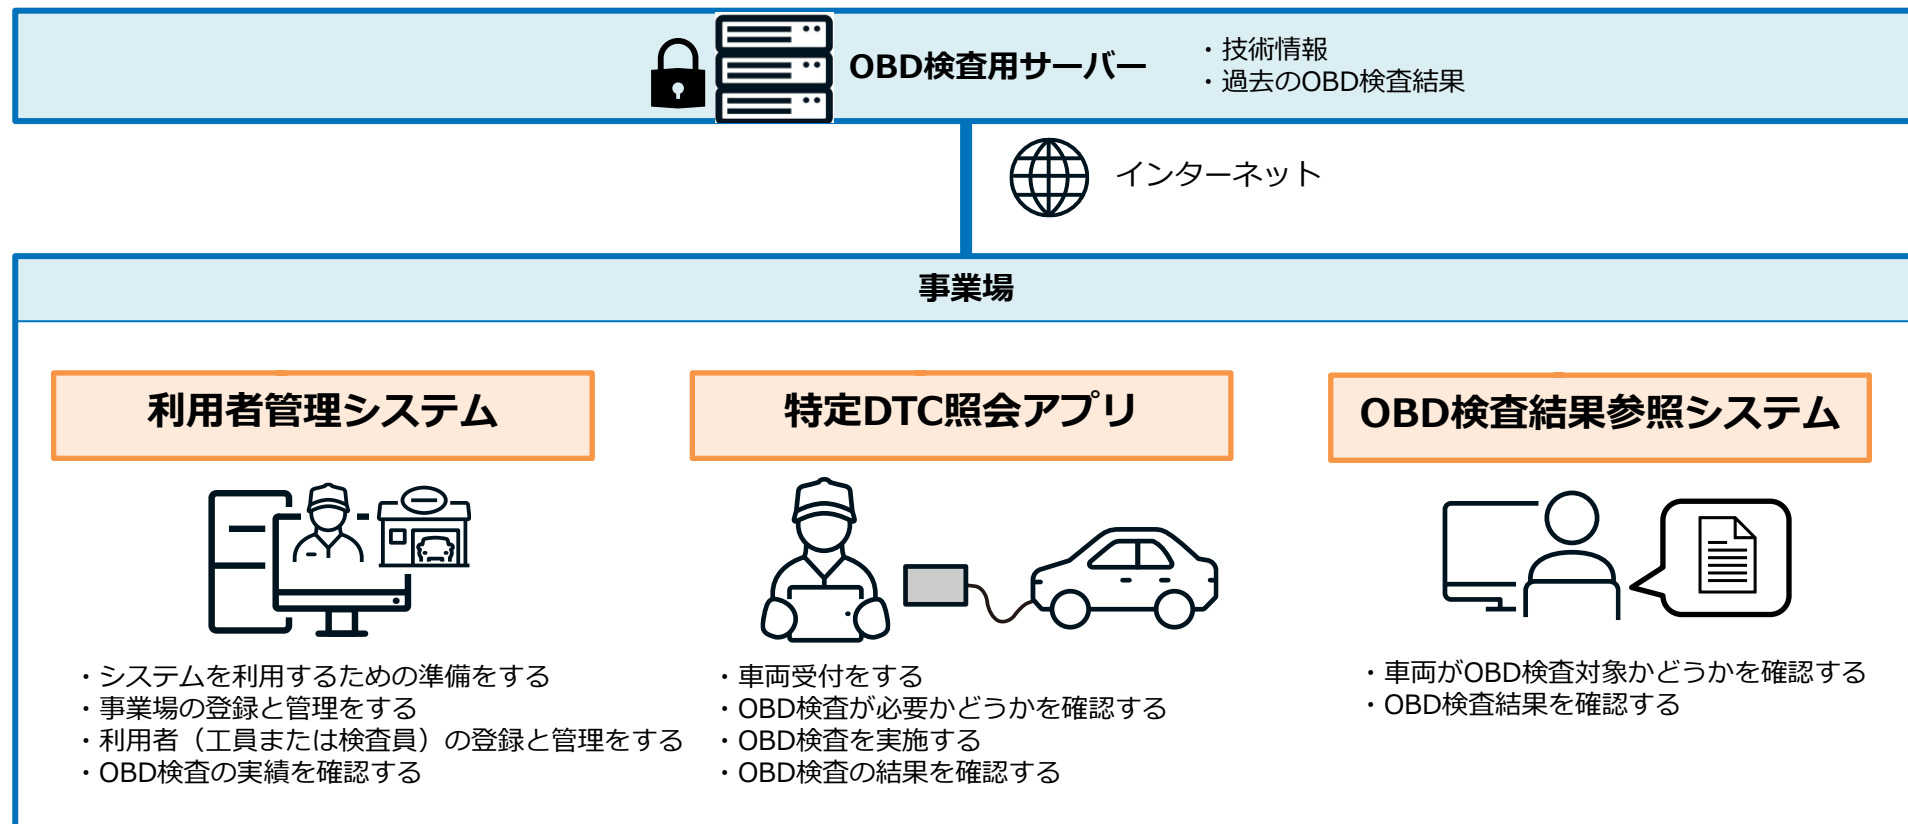 OBD検査用サーバー
・技術情報
・過去のOBD検査結果
インターネット
事業場
利用者管理システム
特定DTC照会アプリ
OBD検査結果参照システム
・システムを利用するための準備をする
・事業場の登録と管理をする
・利用者（工員または検査員）の登録と管理をする
・OBD検査の実績を確認する
・車両受付をする
・OBD検査が必要かどうかを確認する
・OBD検査を実施する
・OBD検査の結果を確認する
・車両がOBD検査対象かどうかを確認する
・OBD検査結果を確認する